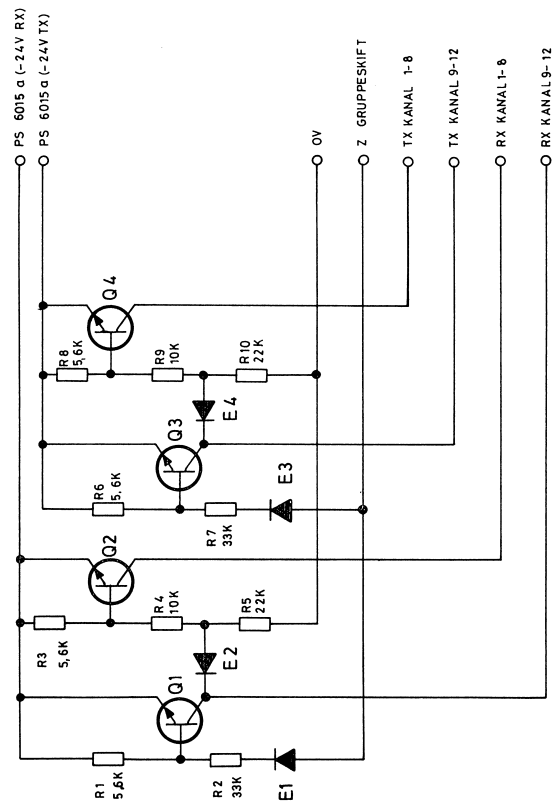 PS 6015 a (-24V RX)
PS 6015 a (-24V TX)
0V
Z GRUPPESKIFT
TX KANAL 1-8
TX KANAL 9-12
RX KANAL 1-8
RX KANAL 9-12
Q4
R8
5,6K
R9
10K
R10
22K
E4
Q3
R6
5,6K
R7
33K
E3
Q2
R3
5,6K
R4
10K
R5
22K
E2
Q1
R1
5,6K
R2
33K
E1